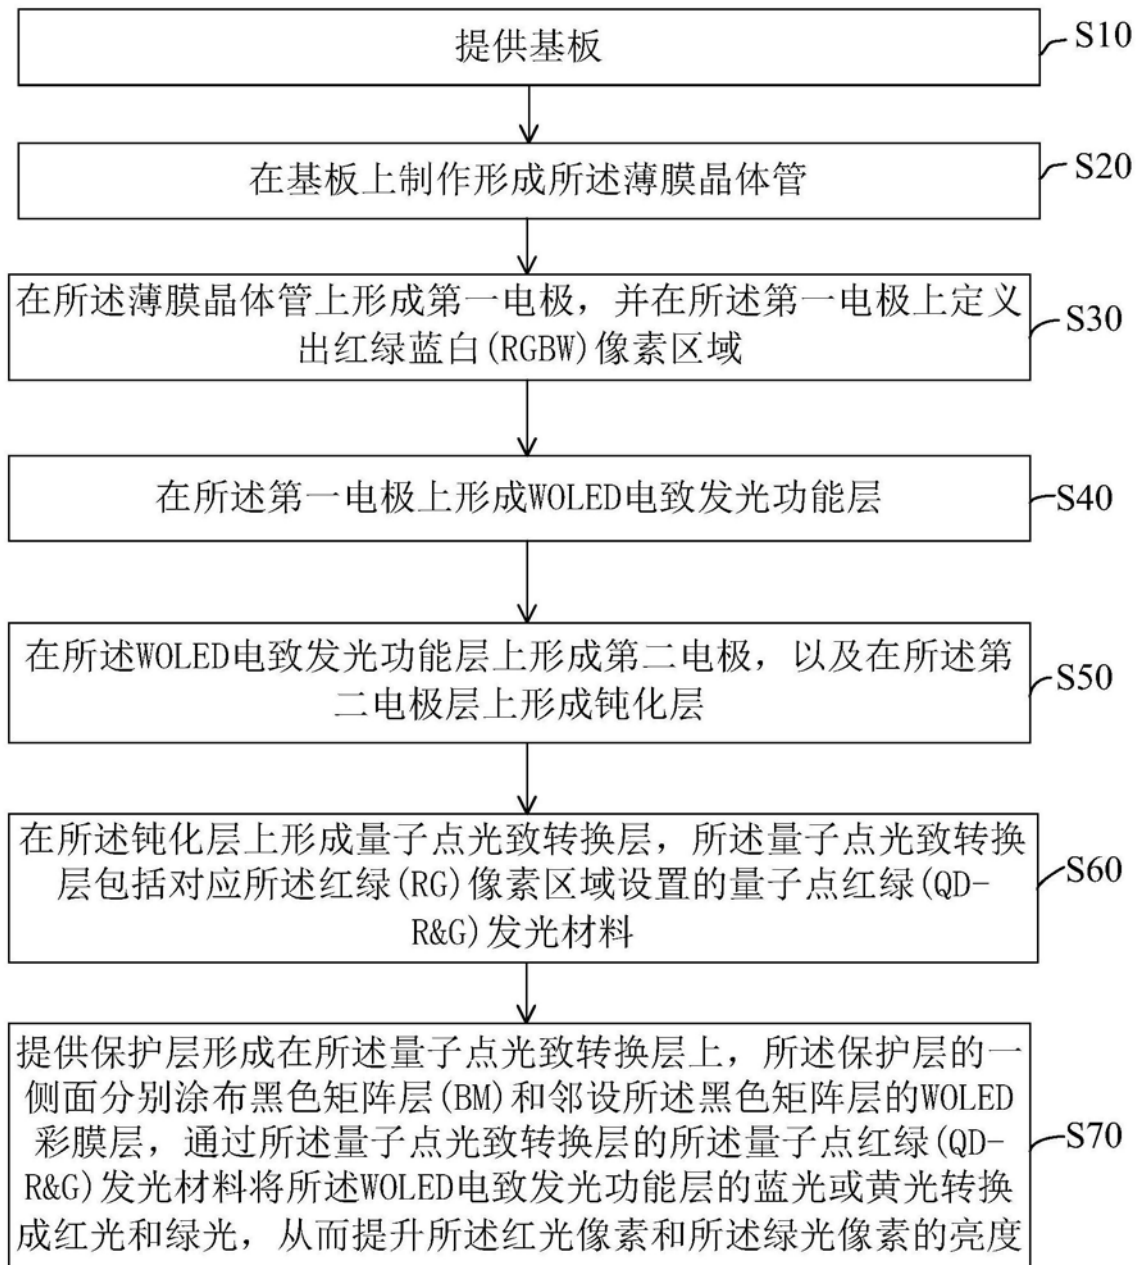 提供基板
S10
在基板上制作形成所述薄膜晶体管
S20
在所述薄膜晶体管上形成第一电极，并在所述第一电极上定义
出红绿蓝白(RGBW)像素区域
S30
在所述第一电极上形成WOLED电致发光功能层
S40
在所述WOLED电致发光功能层上形成第二电极，以及在所述第
二电极层上形成钝化层
S50
在所述钝化层上形成量子点光致转换层，所述量子点光致转换
层包括对应所述红绿(RG)像素区域设置的量子点红绿(QD-
R&G)发光材料
S60
提供保护层形成在所述量子点光致转换层上，所述保护层的一
侧面分别涂布黑色矩阵层(BM)和邻设所述黑色矩阵层的WOLED
彩膜层，通过所述量子点光致转换层的所述量子点红绿(QD-
R&G)发光材料将所述WOLED电致发光功能层的蓝光或黄光转换
成红光和绿光，从而提升所述红光像素和所述绿光像素的亮度
S70